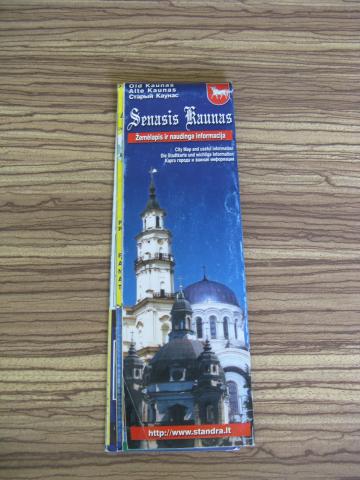 Old Kaunas
Alte Kaunas
Старый Каунас
Senasis Kaunas
Žemėlapis ir naudinga informacija
City Map and useful information
Die Stadtkarte und wichtige Information
Карта города и важная информация
http://www.standra.lt